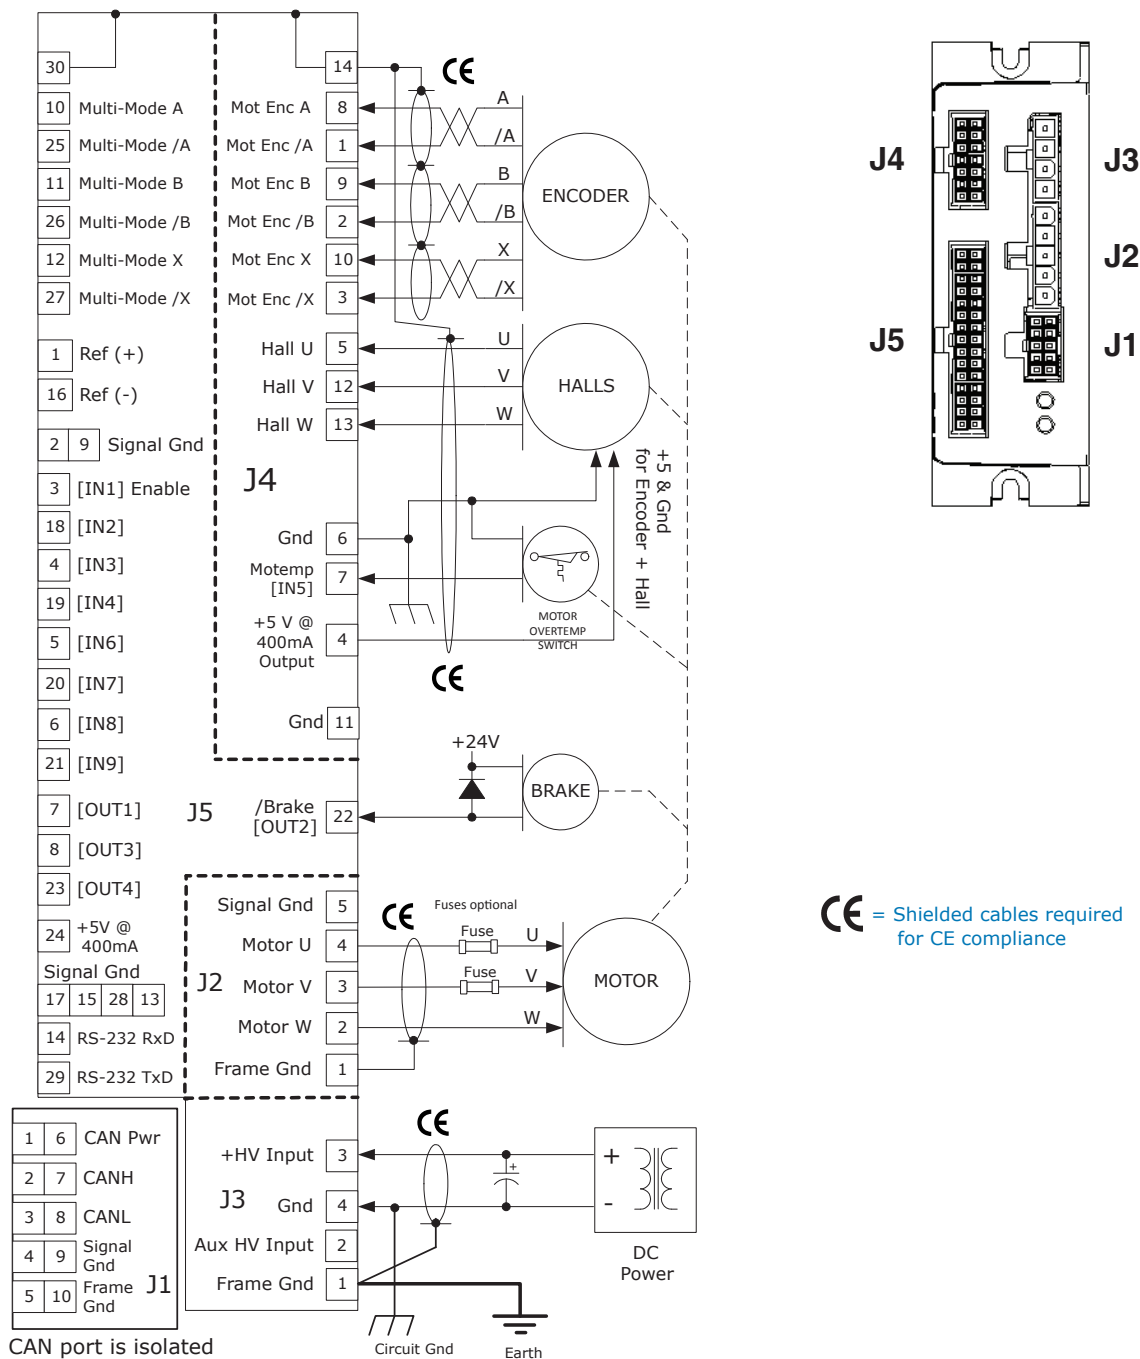 30
14
CE
10 Multi-Mode A
Mot Enc A 8
A
25 Multi-Mode /A
Mot Enc /A 1
/A
11 Multi-Mode B
Mot Enc B 9
B
26 Multi-Mode /B
Mot Enc /B 2
/B
12 Multi-Mode X
Mot Enc X 10
X
27 Multi-Mode /X
Mot Enc /X 3
/X
ENCODER
1 Ref (+)
16 Ref (-)
2 9 Signal Gnd
Hall U 5
U
Hall V 12
V
Hall W 13
W
HALLS
+5 & Gnd
for Encoder + Hall
J4
3 [IN1] Enable
18 [IN2]
4 [IN3]
19 [IN4]
5 [IN6]
20 [IN7]
6 [IN8]
21 [IN9]
Gnd 6
Motemp
[IN5]
7
+5 V @
400mA
Output
4
MOTOR
OVERTEMP
SWITCH
CE
Gnd 11
7 [OUT1]
8 [OUT3]
23 [OUT4]
24 +5V @
400mA
J5
/Brake
[OUT2]
22
+24V
BRAKE
Signal Gnd
17 15 28 13
14 RS-232 RxD
29 RS-232 TxD
Signal Gnd 5
CE
Fuses optional
Motor U 4
Fuse
U
J2
Motor V 3
Fuse
V
Motor W 2
W
Frame Gnd 1
MOTOR
1 6 CAN Pwr
2 7 CANH
3 8 CANL
4 9 Signal
Gnd
5 10 Frame
Gnd
J1
CAN port is isolated
CE
+HV Input 3
J3
Gnd 4
Aux HV Input 2
Frame Gnd 1
+
+
-
DC
Power
Circuit Gnd
Earth
J4
J3
J2
J5
J1
CE = Shielded cables required
for CE compliance